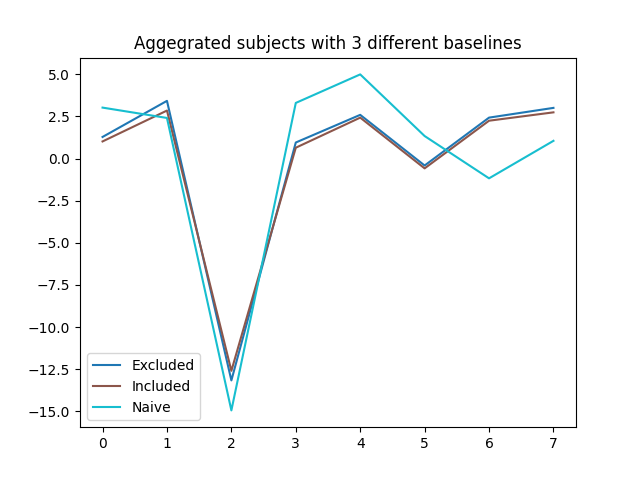 Aggegrated subjects with 3 different baselines
5.0
2.5
0.0
−2.5
−5.0
−7.5
−10.0
−12.5
−15.0
Excluded
Included
Naive
0 1 2 3 4 5 6 7